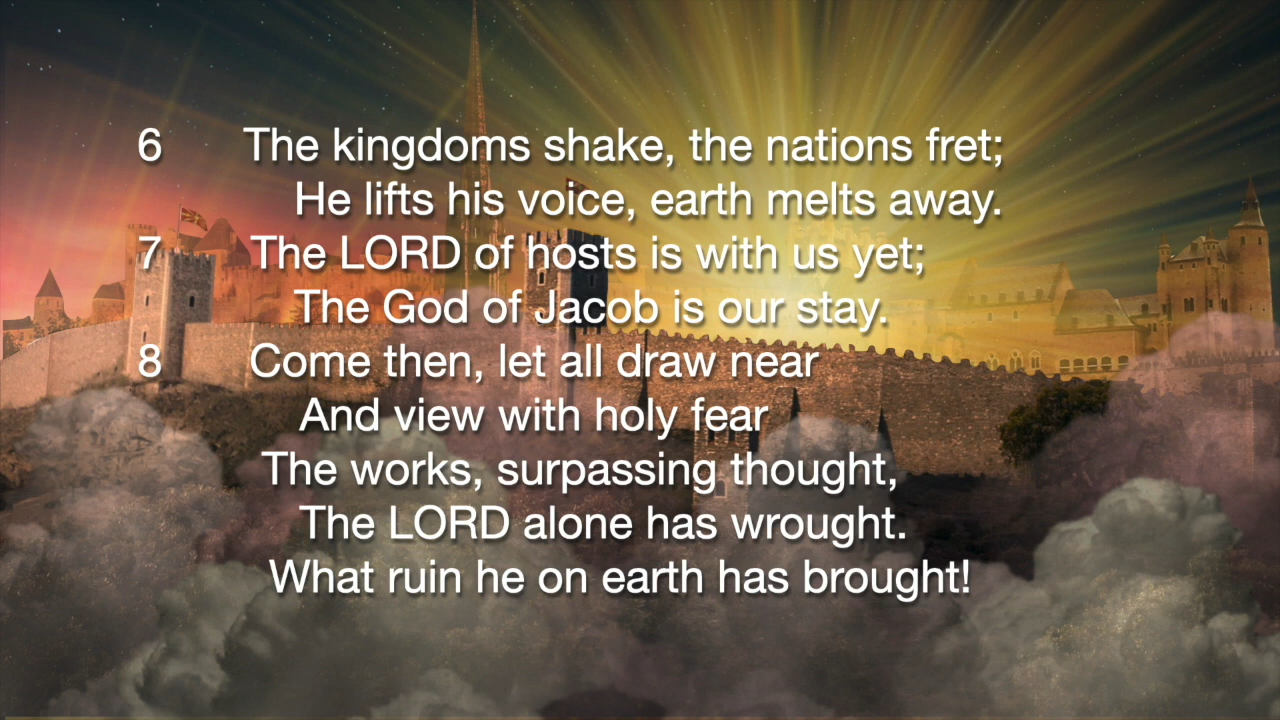 6 The kingdoms shake, the nations fret;
He lifts his voice, earth melts away.
7 The LORD of hosts is with us yet;
The God of Jacob is our stay.
8 Come then, let all draw near
And view with holy fear
The works, surpassing thought,
The LORD alone has wrought.
What ruin he on earth has brought!